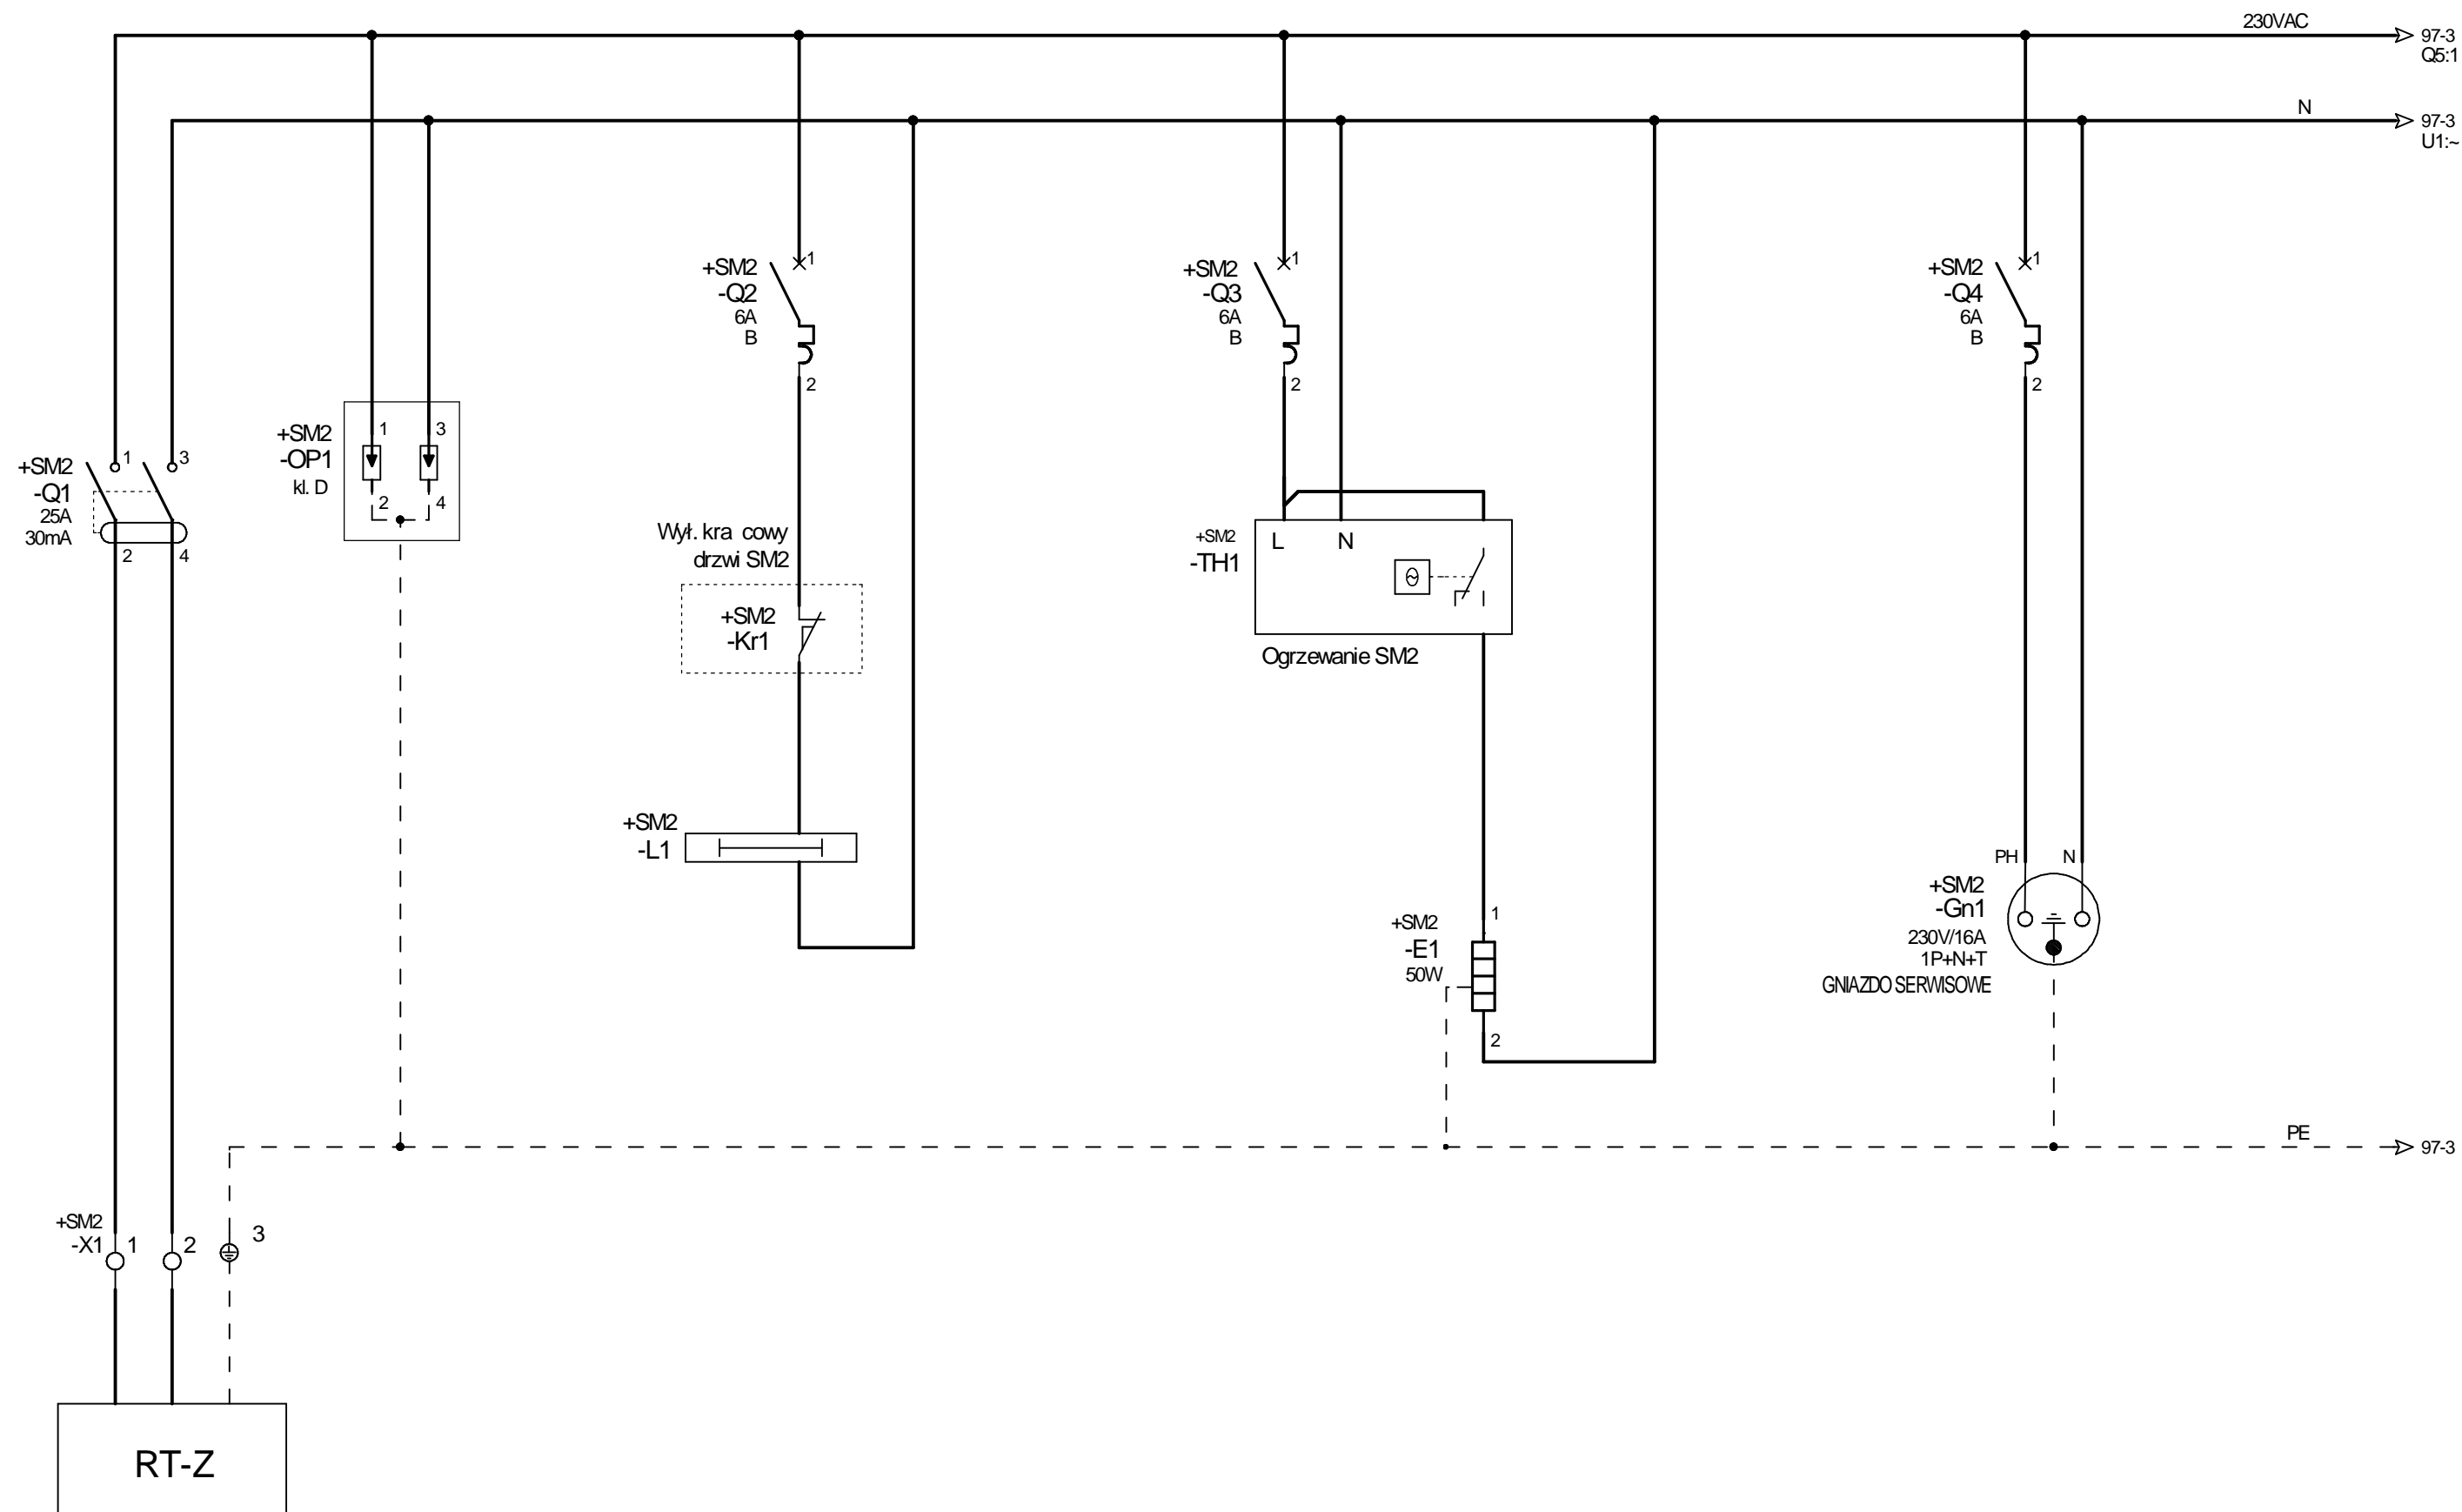 230VAC
97-3
Q5:1
N
97-3
U1:~
+SM2
-Q1
25A
30mA
1
3
2
4
+SM2
-OP1
kl. D
1
3
2
4
+SM2
-Q2
6A
B
1
2
Wył. kra cowy
drzwi SM2
+SM2
-Kr1
+SM2
-L1
+SM2
-Q3
6A
B
1
2
+SM2
-TH1
L
N
Ogrzewanie SM2
+SM2
-E1
50W
1
2
+SM2
-Q4
6A
B
1
2
PH
N
+SM2
-Gn1
230V/16A
1P+N+T
GNIAZDO SERWISOWE
PE
97-3
+SM2
-X1
1
2
3
RT-Z